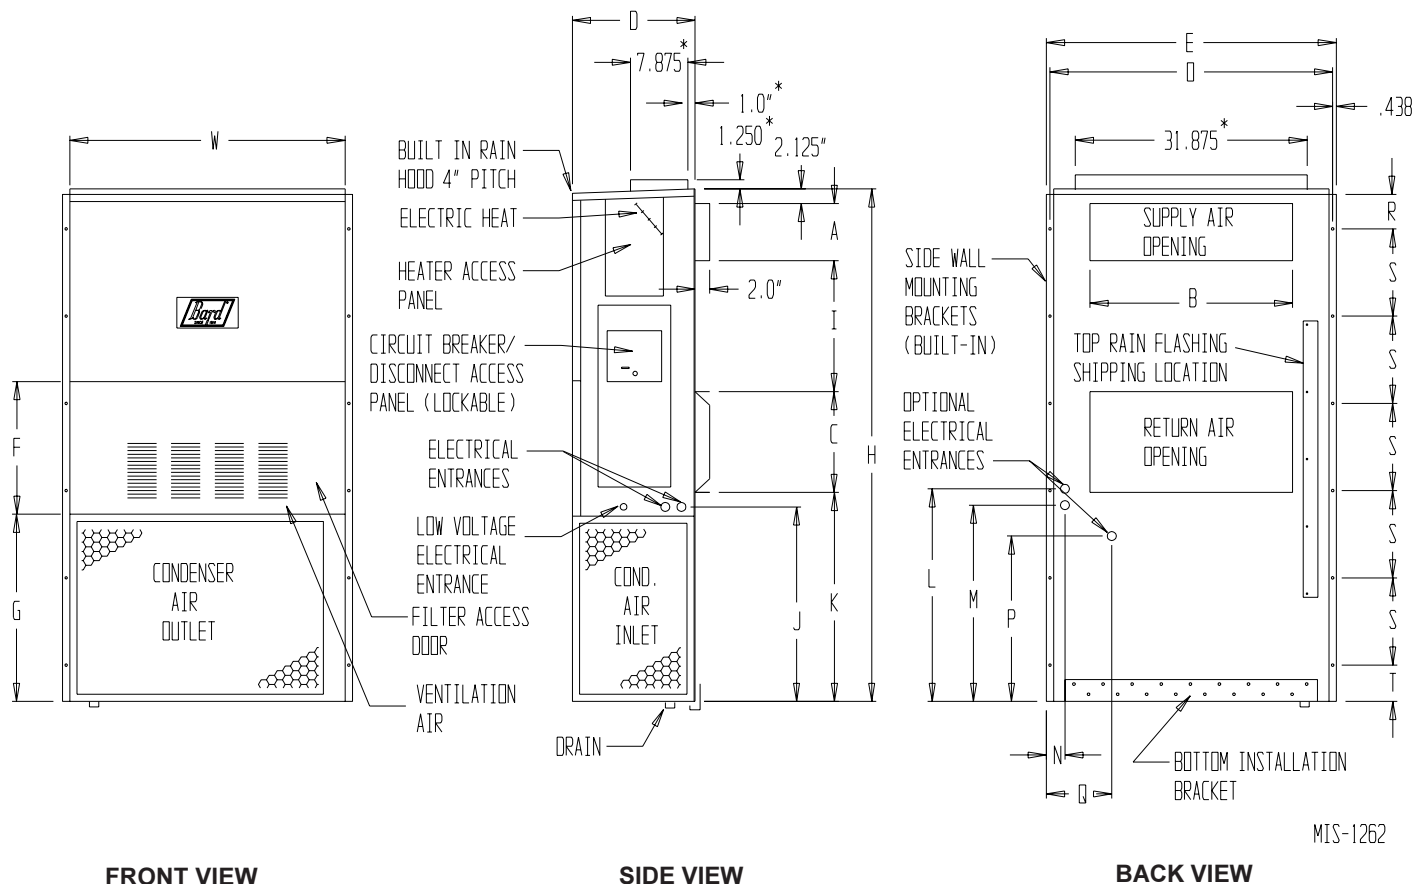 D
7.875*
1.0"*
1.250*
2.125"
E
O
.438
31.875*
W
BUILT IN RAIN
HOOD 4" PITCH
ELECTRIC HEAT
HEATER ACCESS
PANEL
CIRCUIT BREAKER/
DISCONNECT ACCESS
PANEL (LOCKABLE)
ELECTRICAL
ENTRANCES
LOW VOLTAGE
ELECTRICAL
ENTRANCE
FILTER ACCESS
DOOR
VENTILATION
AIR
Bard
F
G
CONDENSER
AIR
OUTLET
A
2.0"
I
C
H
J
K
COND.
AIR
INLET
DRAIN
SIDE WALL
MOUNTING
BRACKETS
(BUILT-IN)
OPTIONAL
ELECTRICAL
ENTRANCES
SUPPLY AIR
OPENING
B
TOP RAIN FLASHING
SHIPPING LOCATION
RETURN AIR
OPENING
R
S
S
S
S
S
T
L
M
P
N
Q
BOTTOM INSTALLATION
BRACKET
MIS-1262
FRONT VIEW
SIDE VIEW
BACK VIEW